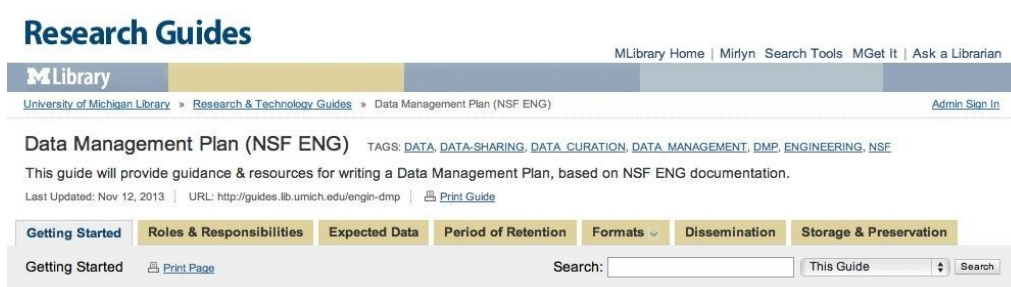 Research Guides
MLibrary Home | Mirlyn Search Tools MGet It | Ask a Librarian
MLibrary
University of Michigan Library » Research & Technology Guides » Data Management Plan (NSF ENG) Admin Sign In
Data Management Plan (NSF ENG) TAGS: DATA, DATA-SHARING, DATA CURATION, DATA MANAGEMENT, DMP, ENGINEERING, NSF
This guide will provide guidance & resources for writing a Data Management Plan, based on NSF ENG documentation.
Last Updated: Nov 12, 2013 | URL: http://guides.lib.umich.edu/engin-dmp | Print Guide
Getting Started Roles & Responsibilities Expected Data Period of Retention Formats Dissemination Storage & Preservation
Getting Started Print Page Search: This Guide Search